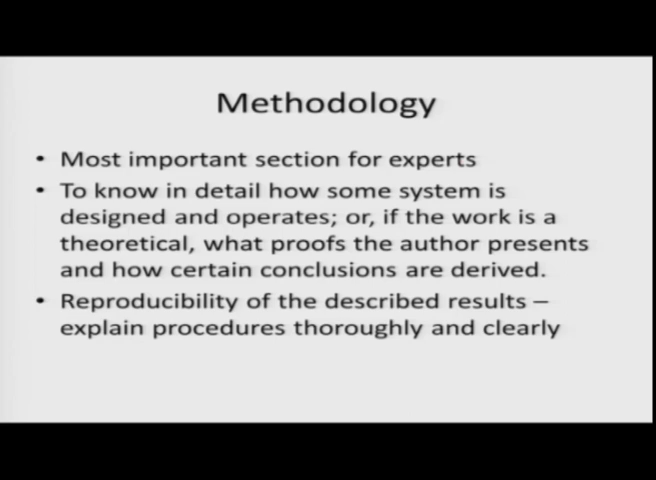 Methodology
• Most important section for experts
• To know in detail how some system is
designed and operates; or, if the work is a
theoretical, what proofs the author presents
and how certain conclusions are derived.
• Reproducibility of the described results –
explain procedures thoroughly and clearly